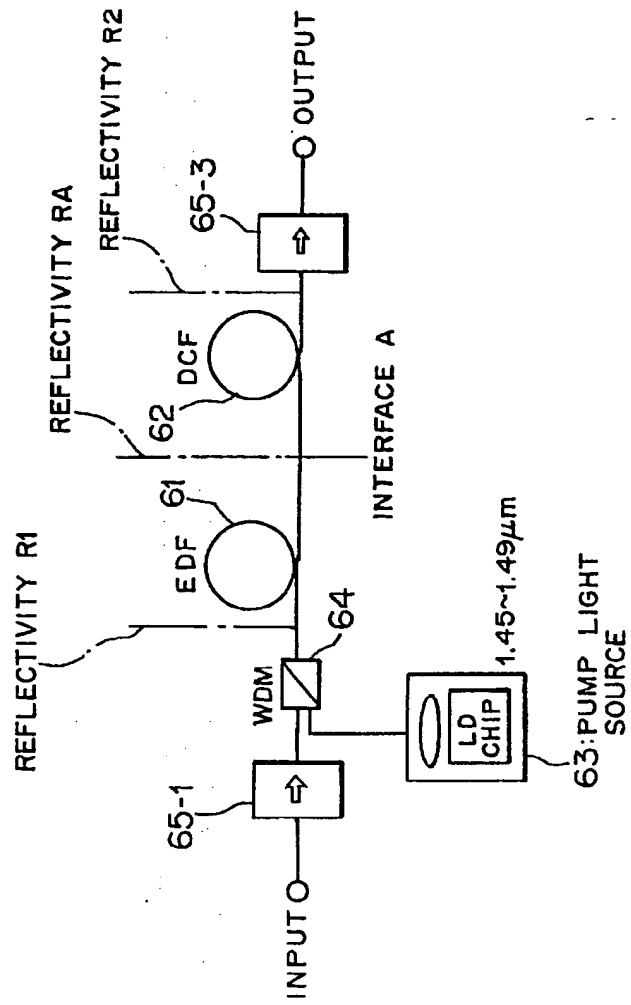 REFLECTIVITY R1
REFLECTIVITY RA
REFLECTIVITY R2
INPUT
65-1
WDM
64
EDF
61
INTERFACE A
62
DCF
65-3
OUTPUT
LD
CHIP
1.45~1.49μm
63:PUMP LIGHT
SOURCE